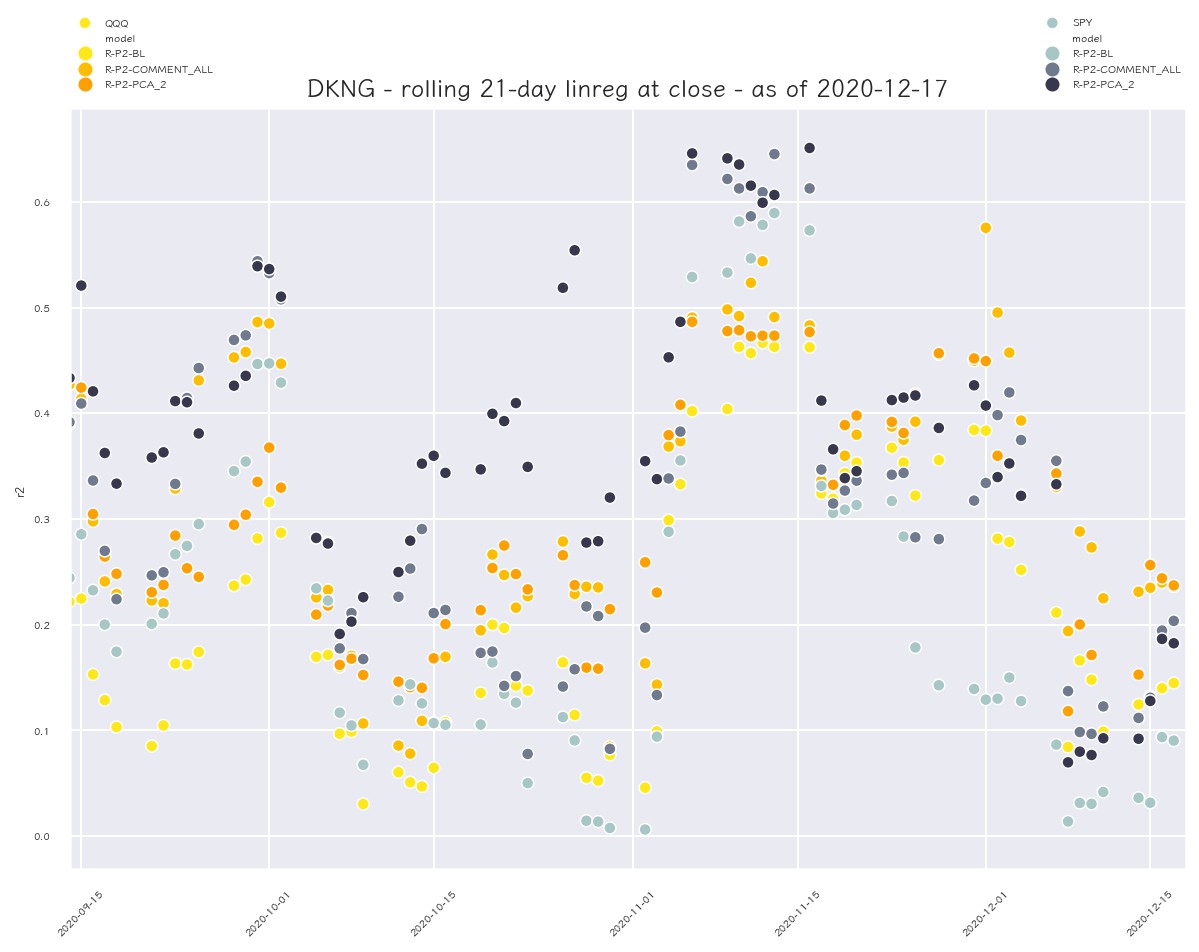 QQQ
model
R-P2-BL
R-P2-COMMENT_ALL
R-P2-PCA_2
SPY
model
R-P2-BL
R-P2-COMMENT_ALL
R-P2-PCA_2
DKNG - rolling 21-day linreg at close - as of 2020-12-17
r2
0.6
0.5
0.4
0.3
0.2
0.1
0.0
2020-09-15
2020-10-01
2020-10-15
2020-11-01
2020-11-15
2020-12-01
2020-12-15